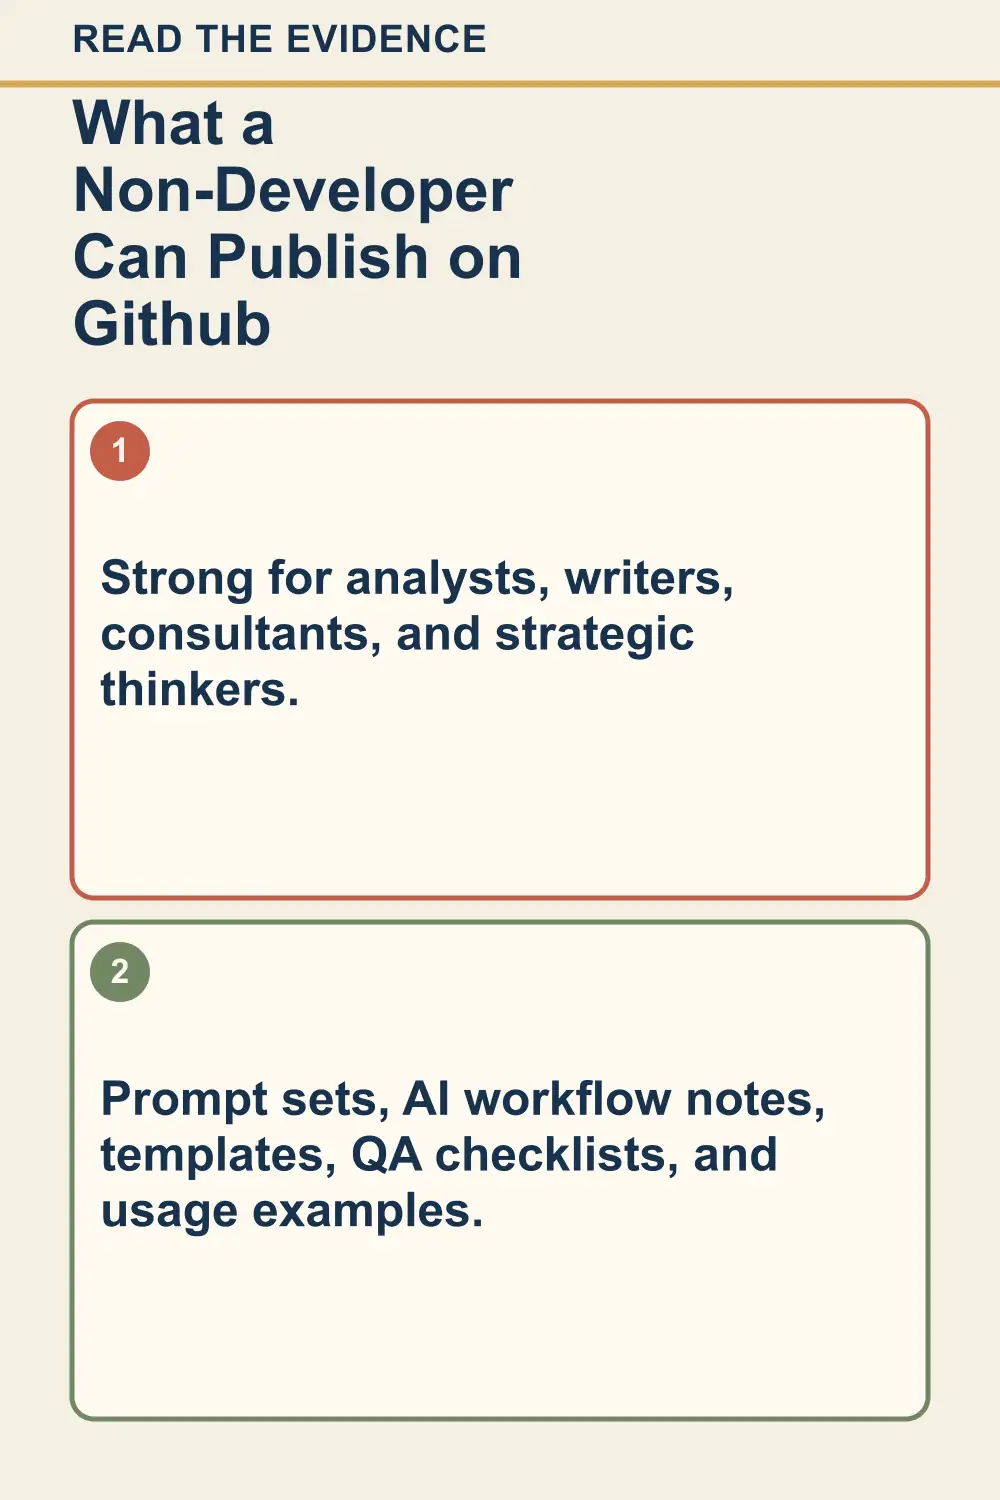 READ THE EVIDENCE
What a
Non-Developer
Can Publish on
Github
1
Strong for analysts, writers,
consultants, and strategic
thinkers.
2
Prompt sets, AI workflow notes,
templates, QA checklists, and
usage examples.